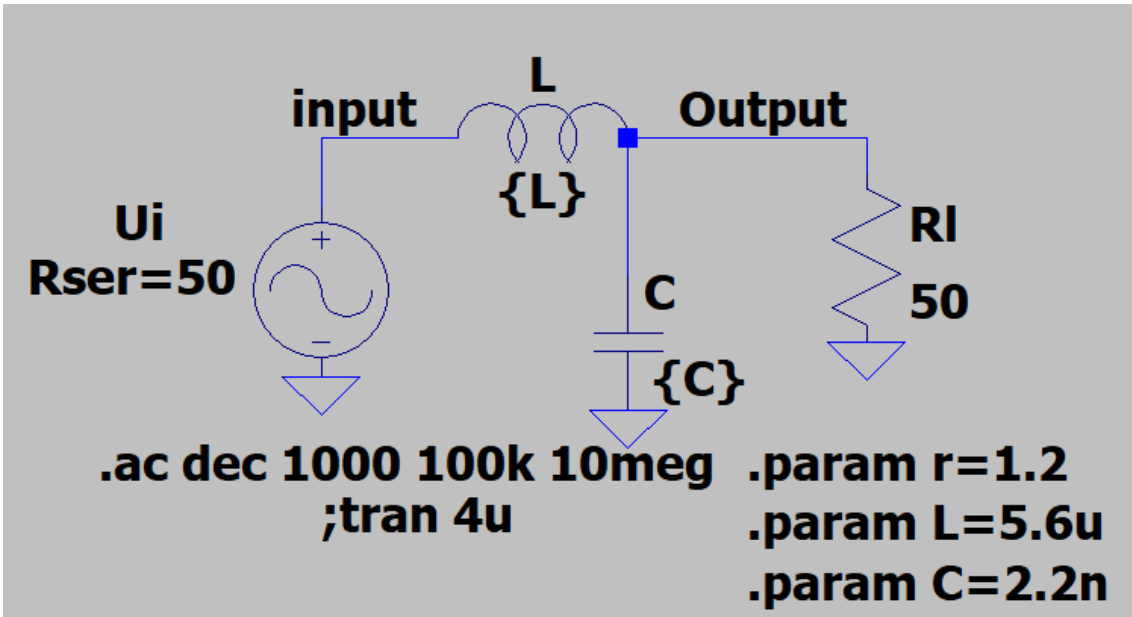 L
input
Output
{L}
Ui
Rser=50
+
Rl
50
C
{C}
.ac dec 1000 100k 10meg
;tran 4u
.param r=1.2
.param L=5.6u
.param C=2.2n